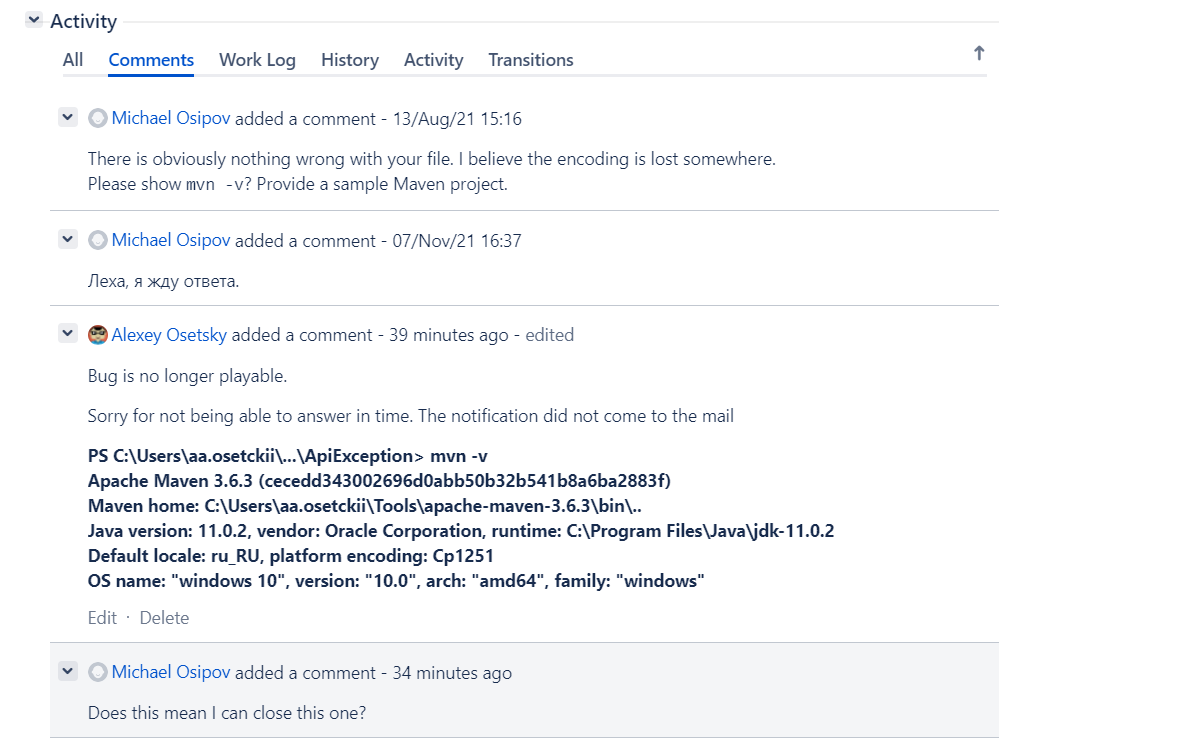 Activity
All Comments Work Log History Activity Transitions
Michael Osipov added a comment - 13/Aug/21 15:16
There is obviously nothing wrong with your file. I believe the encoding is lost somewhere.
Please show mvn -v? Provide a sample Maven project.
Michael Osipov added a comment - 07/Nov/21 16:37
Леха, я жду ответа.
Alexey Osetsky added a comment - 39 minutes ago - edited
Bug is no longer playable.
Sorry for not being able to answer in time. The notification did not come to the mail
PS C:\Users\aa.osetckii\...\ApiException> mvn -v
Apache Maven 3.6.3 (cecedd343002696d0abb50b32b541b8a6ba2883f)
Maven home: C:\Users\aa.osetckii\Tools\apache-maven-3.6.3\bin\..
Java version: 11.0.2, vendor: Oracle Corporation, runtime: C:\Program Files\Java\jdk-11.0.2
Default locale: ru_RU, platform encoding: Cp1251
OS name: "windows 10", version: "10.0", arch: "amd64", family: "windows"
Edit · Delete
Michael Osipov added a comment - 34 minutes ago
Does this mean I can close this one?